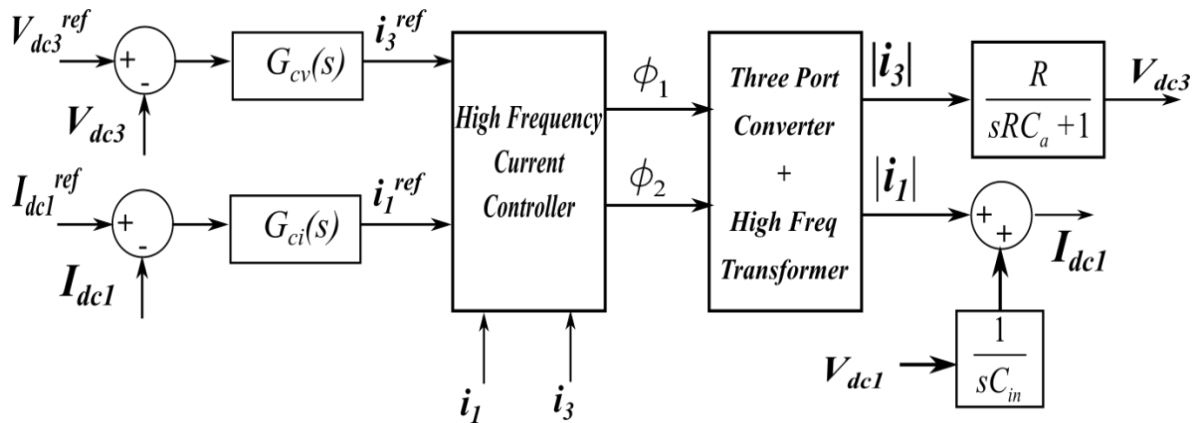 V_dc3^ref
+
-
V_dc3
G_cv(s)
i_3^ref
I_dc1^ref
+
-
I_dc1
G_ci(s)
i_1^ref
High Frequency
Current
Controller
i_1
i_3
ϕ_1
ϕ_2
Three Port
Converter
+
High Freq
Transformer
|i_3|
|i_1|
R
sRC_a +1
V_dc3
+
+
I_dc1
V_dc1
1
sC_in